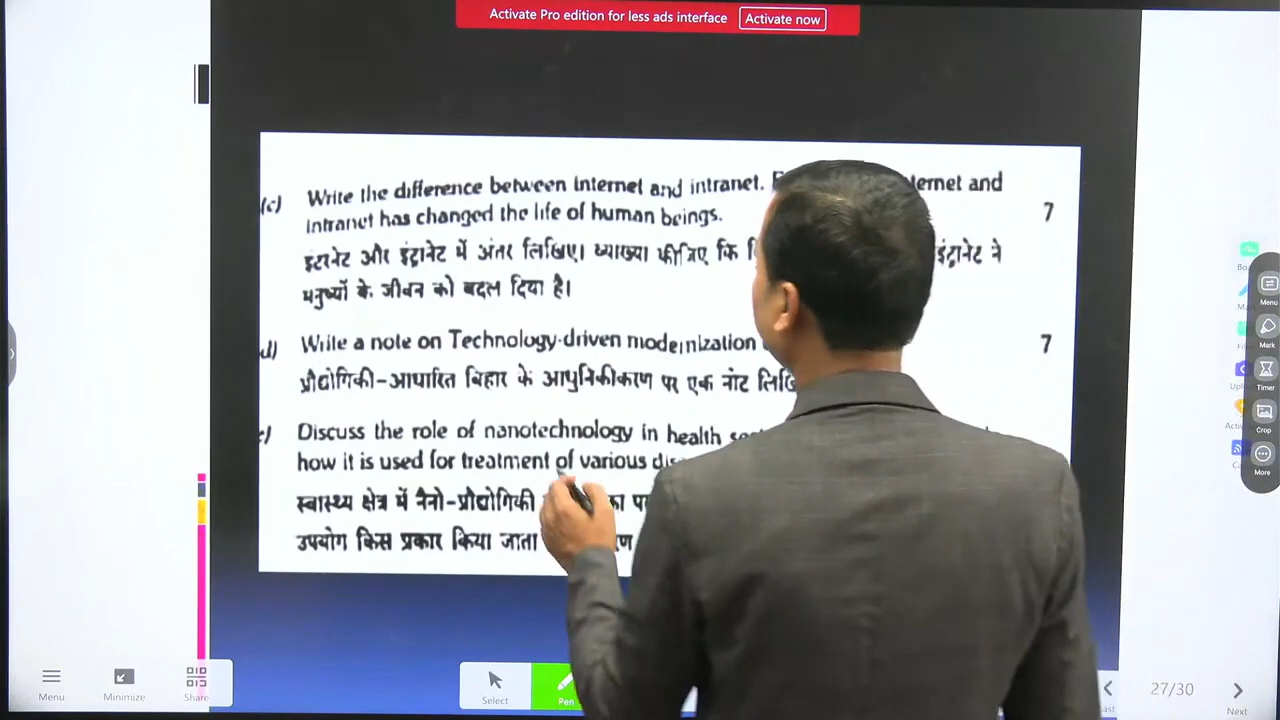 Activate Pro edition for less ads interface Activate now
(c) Write the difference between internet and intranet. ternet and
intranet has changed the life of human beings. 7
इंटरनेट और इंट्रानेट में अंतर लिखिए। व्याख्या कीजिए कि इंट्रानेट ने
मनुष्यों के जीवन को बदल दिया है।
d) Write a note on Technology-driven modernization 7
प्रौद्योगिकी-आधारित बिहार के आधुनिकीकरण पर एक नोट
Discuss the role of nanotechnology in health
how it is used for treatment of various
स्वास्थ्य क्षेत्र में नैनो-प्रौद्योगिकी का
उपयोग किस प्रकार किया जाता
Menu
Mark
Timer
Crop
More
Menu Minimize Share Select Pen 27/30 Next